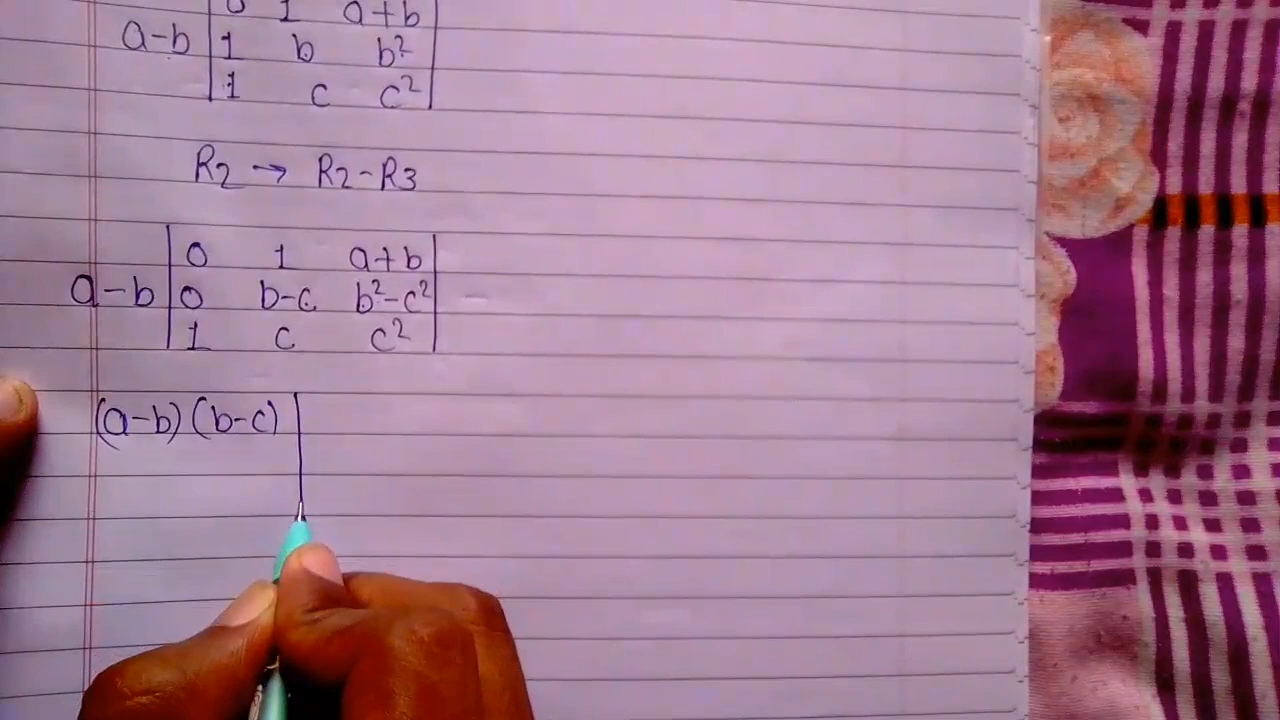 0 1 a+b
a-b 1 b b²
1 c c²
R2 → R2-R3
0 1 a+b
a-b 0 b-c b²-c²
1 c c²
(a-b) (b-c)